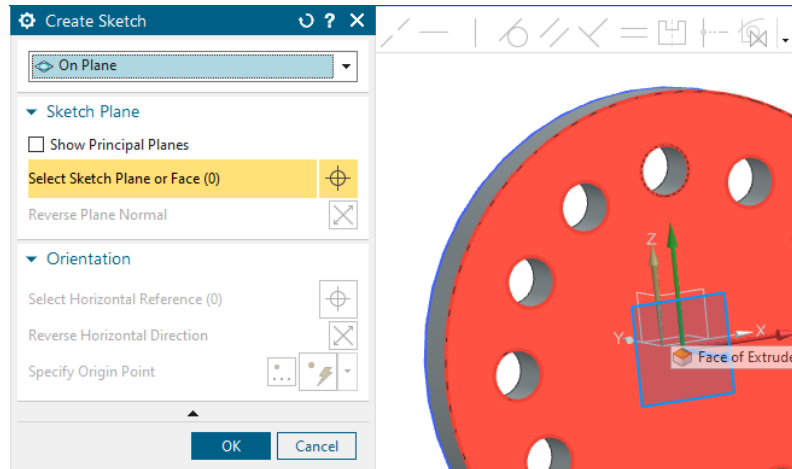 Create Sketch
?
On Plane
Sketch Plane
Show Principal Planes
Select Sketch Plane or Face (0)
Reverse Plane Normal
Orientation
Select Horizontal Reference (0)
Reverse Horizontal Direction
Specify Origin Point
OK Cancel
Z
Y X
Face of Extrude